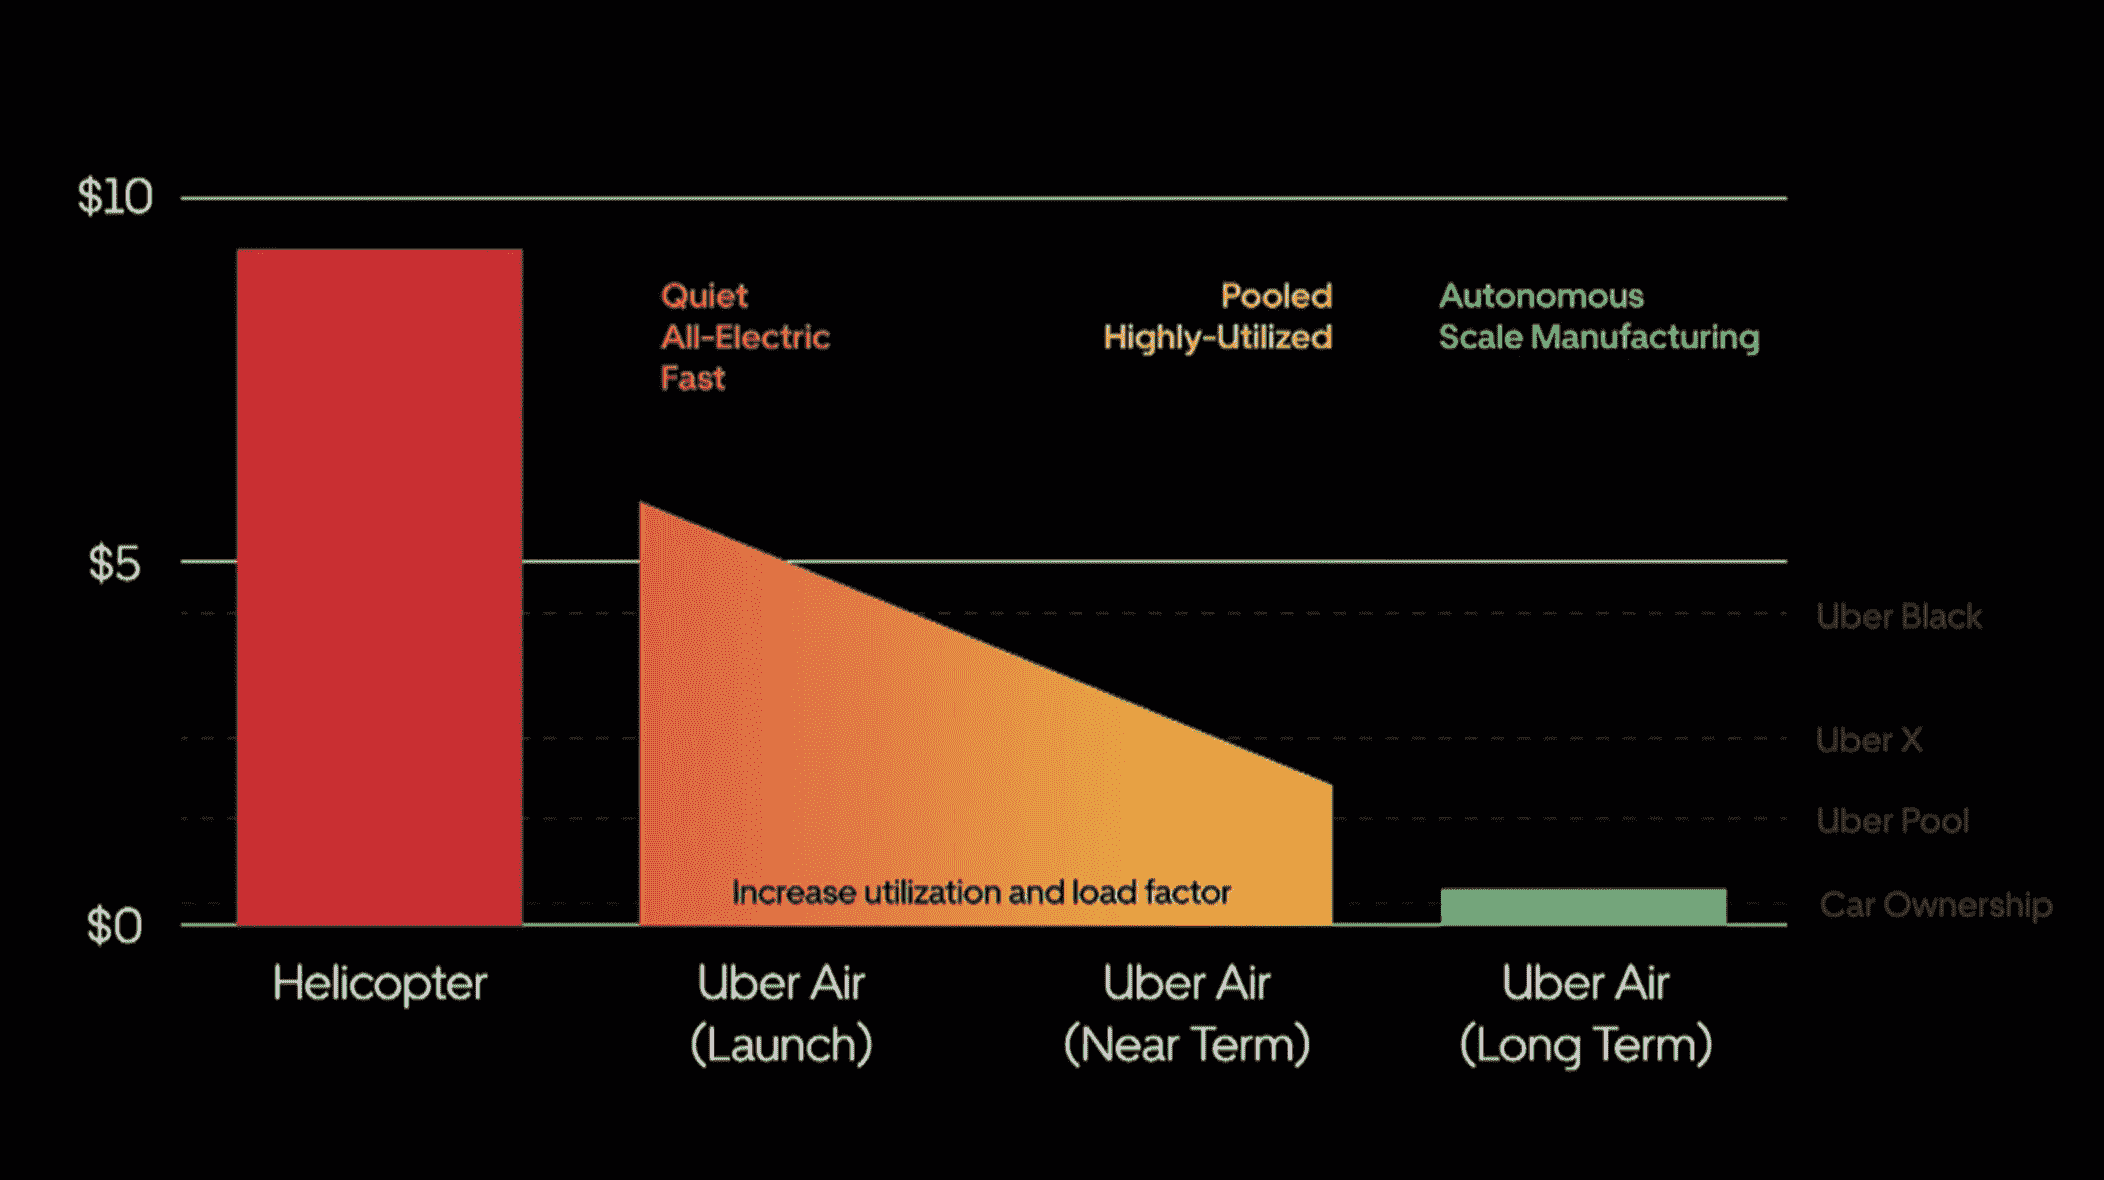 $10
Quiet
All-Electric
Fast
Pooled
Highly-Utilized
Autonomous
Scale Manufacturing
$5
Uber Black
Uber X
Uber Pool
Increase utilization and load factor
Car Ownership
$0
Helicopter
Uber Air
(Launch)
Uber Air
(Near Term)
Uber Air
(Long Term)